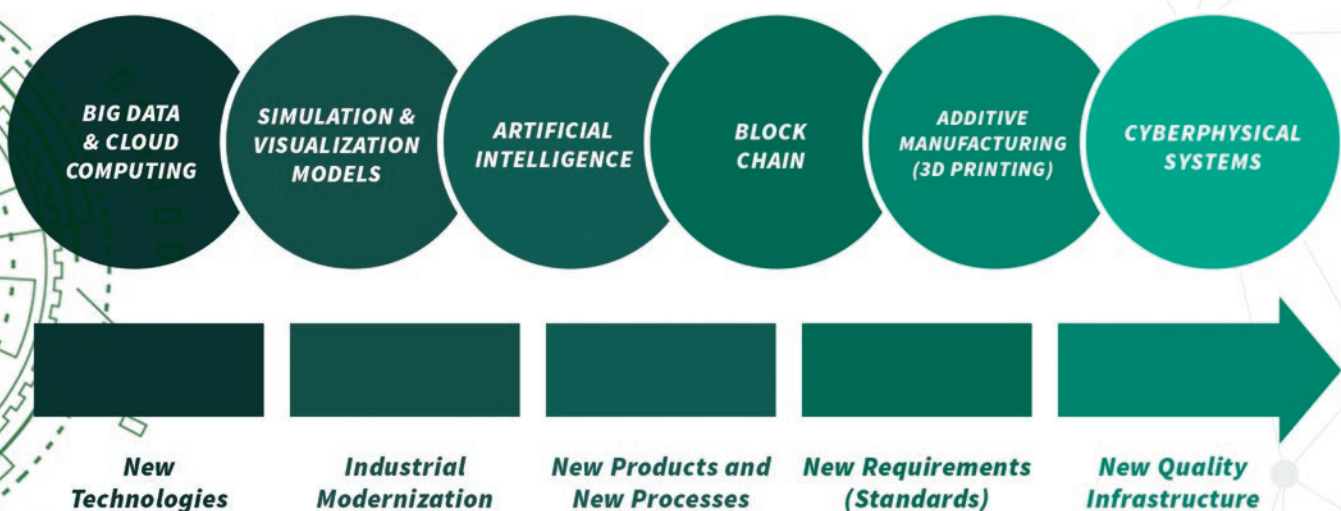 BIG DATA
& CLOUD
COMPUTING
SIMULATION &
VISUALIZATION
MODELS
ARTIFICIAL
INTELLIGENCE
BLOCK
CHAIN
ADDITIVE
MANUFACTURING
(3D PRINTING)
CYBERPHYSICAL
SYSTEMS
New
Technologies
Industrial
Modernization
New Products and
New Processes
New Requirements
(Standards)
New Quality
Infrastructure